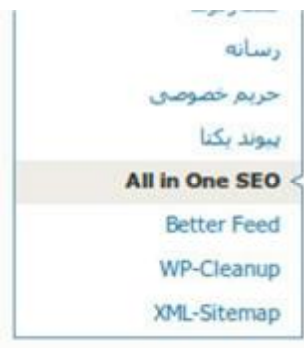 رسانه
حریم خصوصی
پیوند یکتا
All in One SEO
Better Feed
WP-Cleanup
XML-Sitemap